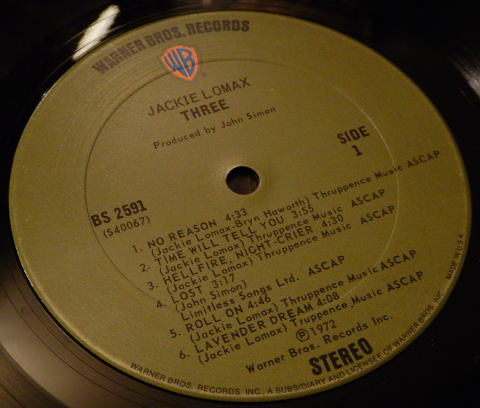 WARNER BROS. RECORDS
WB
JACKIE LOMAX
THREE
Produced by John Simon
SIDE
1
BS 2591
(S40067)
1. NO REASON 4:33
(Jackie Lomax-Bryn Haworth) Thruppence Music ASCAP
2. TIME WILL TELL YOU 3:55
(Jackie Lomax) Thruppence Music ASCAP
3. HELLFIRE, NIGHT-CRIER 4:30
(Jackie Lomax) Thruppence Music ASCAP
4. LOST 3:17
(John Simon)
Limitless Songs Ltd. ASCAP
5. ROLL ON 4:46
(Jackie Lomax) Thruppence Music ASCAP
6. LAVENDER DREAM 4:08
(Jackie Lomax) Truppence Music ASCAP
℗ 1972
Warner Bros. Records Inc.
STEREO
WARNER BROS. RECORDS INC., A SUBSIDIARY AND LICENSEE OF WARNER BROS. INC.
MADE IN U.S.A.